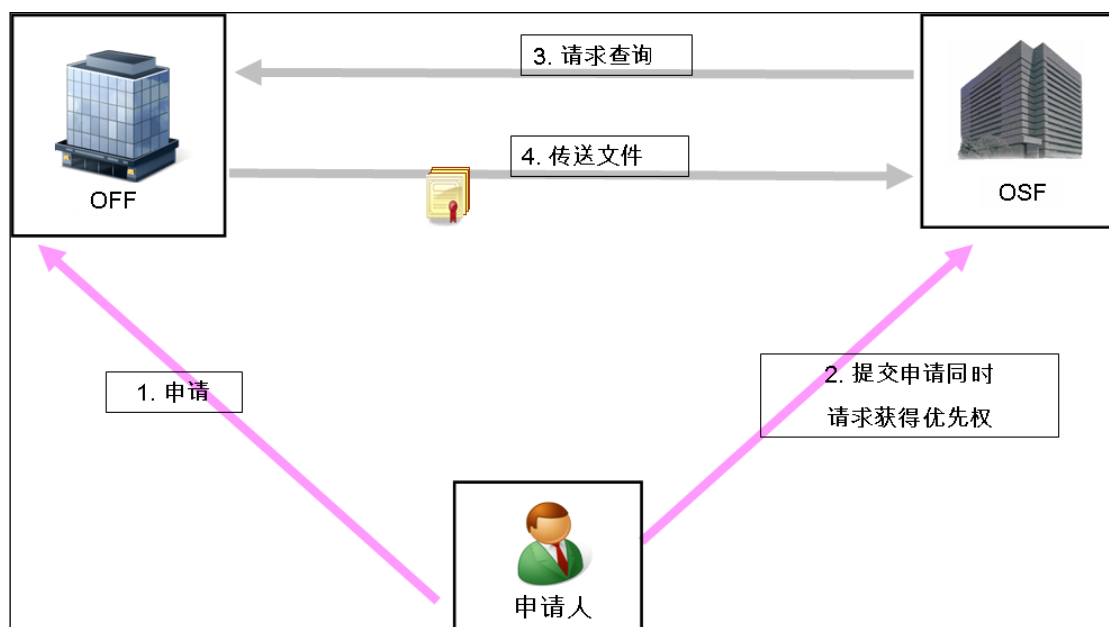 3. 请求查询
4. 传送文件
OFF
OSF
1. 申请
2. 提交申请同时
请求获得优先权
申请人